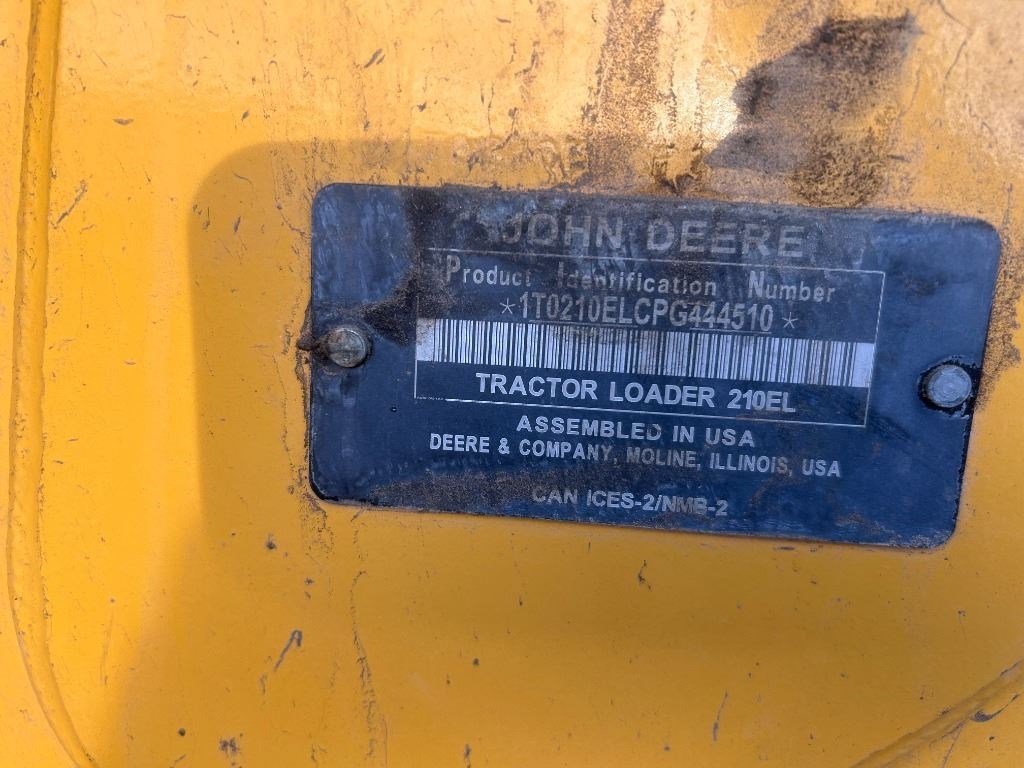 JOHN DEERE
Product Identification Number
*1T0210ELCPG444510*
TRACTOR LOADER 210EL
ASSEMBLED IN USA
DEERE & COMPANY, MOLINE, ILLINOIS, USA
CAN ICES-2/NMB-2